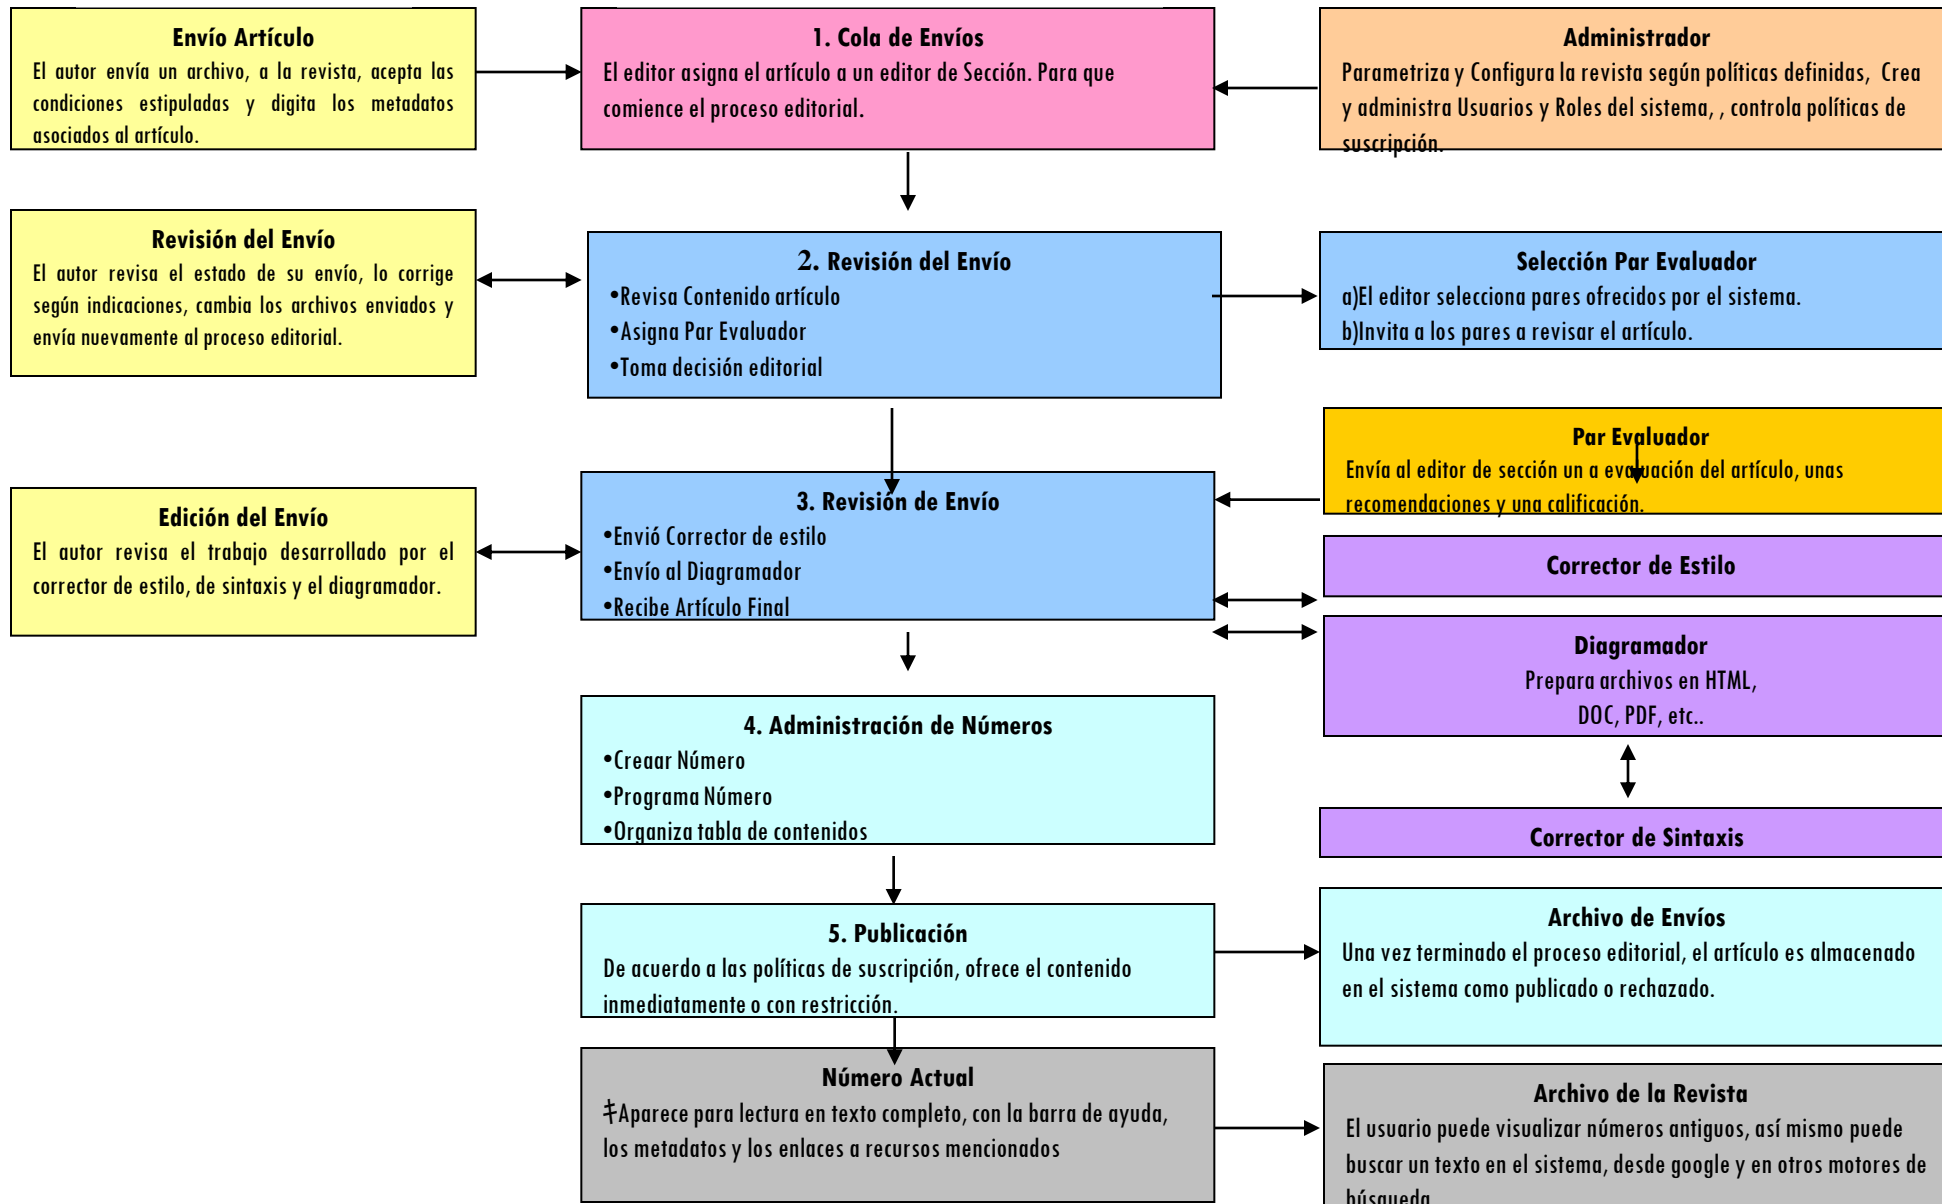 Envío Artículo
El autor envía un archivo, a la revista, acepta las
condiciones estipuladas y digita los metadatos
asociados al artículo.
1. Cola de Envíos
El editor asigna el artículo a un editor de Sección. Para que
comience el proceso editorial.
Administrador
Parametriza y Configura la revista según políticas definidas, Crea
y administra Usuarios y Roles del sistema, , controla políticas de
suscripción.
Revisión del Envío
El autor revisa el estado de su envío, lo corrige
según indicaciones, cambia los archivos enviados y
envía nuevamente al proceso editorial.
2. Revisión del Envío
•Revisa Contenido artículo
•Asigna Par Evaluador
•Toma decisión editorial
Selección Par Evaluador
a)El editor selecciona pares ofrecidos por el sistema.
b)Invita a los pares a revisar el artículo.
Par Evaluador
Envía al editor de sección un a evaluación del artículo, unas
recomendaciones y una calificación.
Edición del Envío
El autor revisa el trabajo desarrollado por el
corrector de estilo, de sintaxis y el diagramador.
3. Revisión de Envío
•Envió Corrector de estilo
•Envío al Diagramador
•Recibe Artículo Final
Corrector de Estilo
Diagramador
Prepara archivos en HTML,
DOC, PDF, etc..
4. Administración de Números
•Creaar Número
•Programa Número
•Organiza tabla de contenidos
Corrector de Sintaxis
5. Publicación
De acuerdo a las políticas de suscripción, ofrece el contenido
inmediatamente o con restricción.
Archivo de Envíos
Una vez terminado el proceso editorial, el artículo es almacenado
en el sistema como publicado o rechazado.
Número Actual
‡Aparece para lectura en texto completo, con la barra de ayuda,
los metadatos y los enlaces a recursos mencionados
Archivo de la Revista
El usuario puede visualizar números antiguos, así mismo puede
buscar un texto en el sistema, desde google y en otros motores de
búsqueda